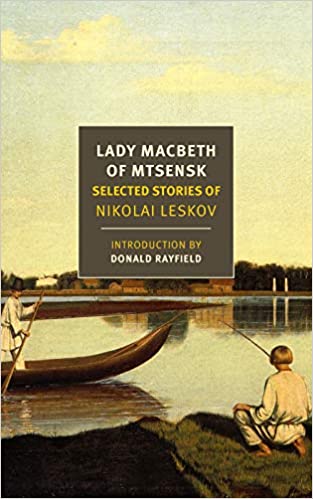 LADY MACBETH
OF MTSENSK
SELECTED STORIES OF
NIKOLAI LESKOV
INTRODUCTION BY
DONALD RAYFIELD